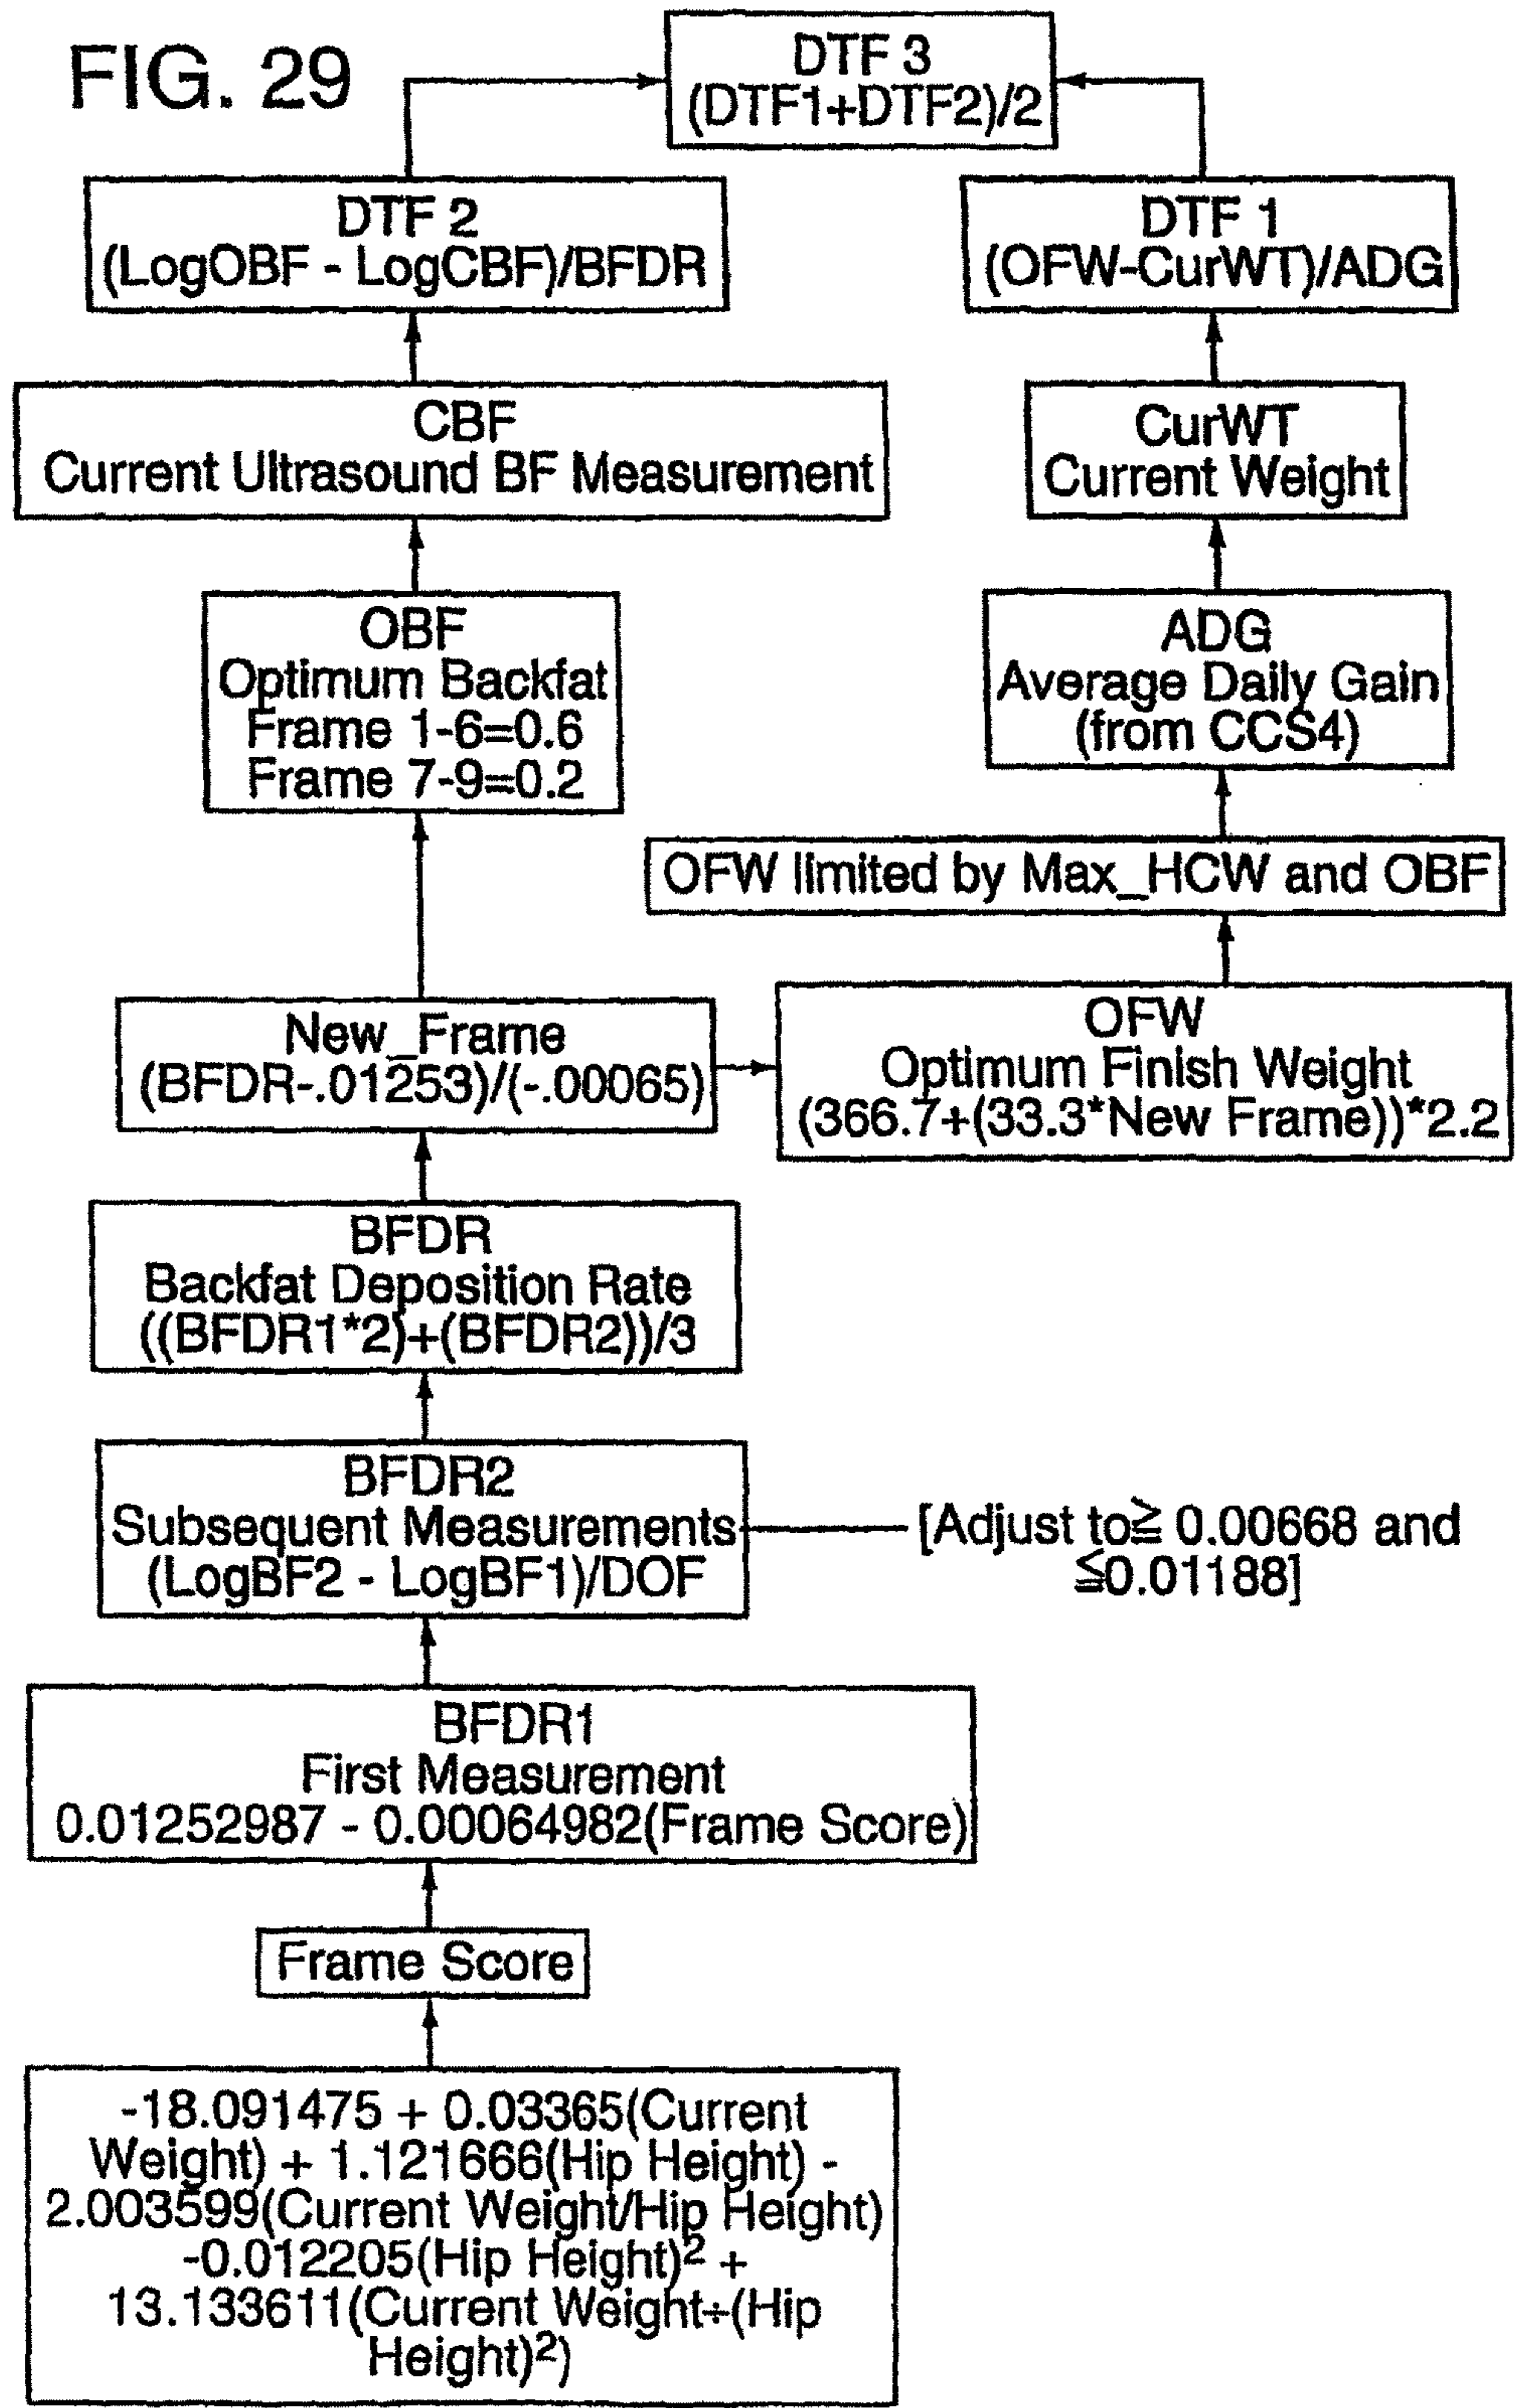 FIG. 29
DTF 3
(DTF1+DTF2)/2
DTF 2
(LogOBF - LogCBF)/BFDR
DTF 1
(OFW-CurWT)/ADG
CBF
Current Ultrasound BF Measurement
CurWT
Current Weight
OBF
Optimum Backfat
Frame 1-6=0.6
Frame 7-9=0.2
ADG
Average Daily Gain
(from CCS4)
OFW limited by Max_HCW and OBF
New_Frame
(BFDR-.01253)/(-.00065)
OFW
Optimum Finish Weight
(366.7+(33.3*New Frame))*2.2
BFDR
Backfat Deposition Rate
((BFDR1*2)+(BFDR2))/3
BFDR2
Subsequent Measurements
(LogBF2 - LogBF1)/DOF
[Adjust to≧ 0.00668 and
≦0.01188]
BFDR1
First Measurement
0.01252987 - 0.00064982(Frame Score)
Frame Score
-18.091475 + 0.03365(Current
Weight) + 1.121666(Hip Height) -
2.003599(Current Weight/Hip Height)
-0.012205(Hip Height)² +
13.133611(Current Weight÷(Hip
Height)²)